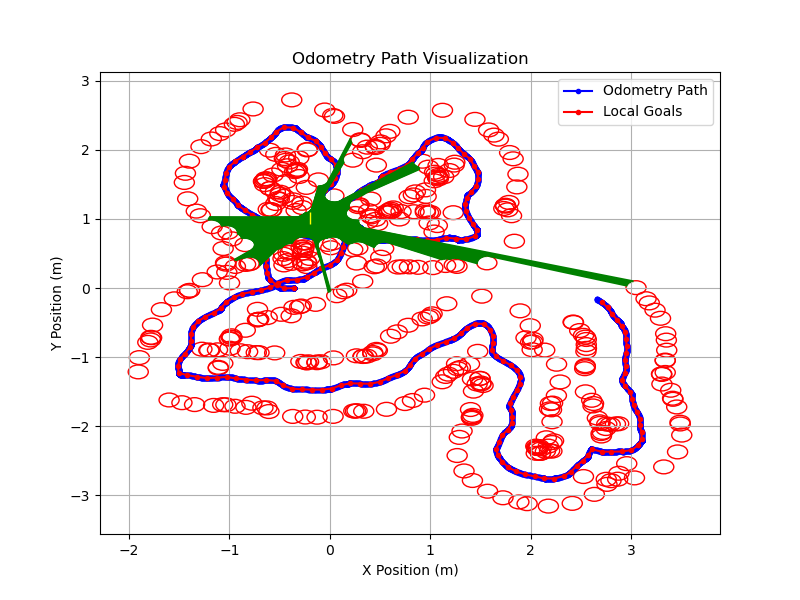 Odometry Path Visualization
Odometry Path
Local Goals
Y Position (m)
3
2
1
0
−1
−2
−3
−2
−1
0
1
2
3
X Position (m)